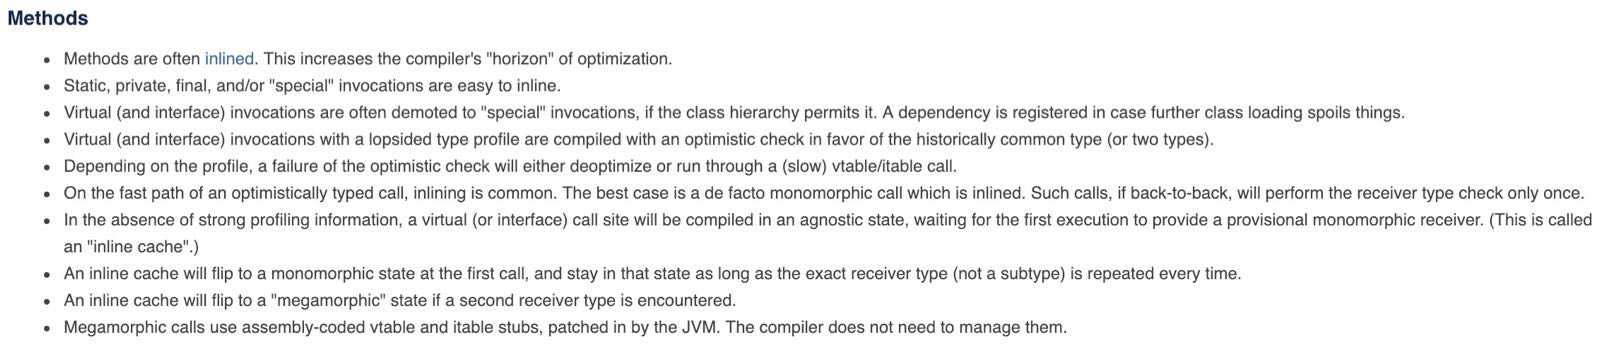 Methods
• Methods are often inlined. This increases the compiler's "horizon" of optimization.
• Static, private, final, and/or "special" invocations are easy to inline.
• Virtual (and interface) invocations are often demoted to "special" invocations, if the class hierarchy permits it. A dependency is registered in case further class loading spoils things.
• Virtual (and interface) invocations with a lopsided type profile are compiled with an optimistic check in favor of the historically common type (or two types).
• Depending on the profile, a failure of the optimistic check will either deoptimize or run through a (slow) vtable/itable call.
• On the fast path of an optimistically typed call, inlining is common. The best case is a de facto monomorphic call which is inlined. Such calls, if back-to-back, will perform the receiver type check only once.
• In the absence of strong profiling information, a virtual (or interface) call site will be compiled in an agnostic state, waiting for the first execution to provide a provisional monomorphic receiver. (This is called
an "inline cache".)
• An inline cache will flip to a monomorphic state at the first call, and stay in that state as long as the exact receiver type (not a subtype) is repeated every time.
• An inline cache will flip to a "megamorphic" state if a second receiver type is encountered.
• Megamorphic calls use assembly-coded vtable and itable stubs, patched in by the JVM. The compiler does not need to manage them.